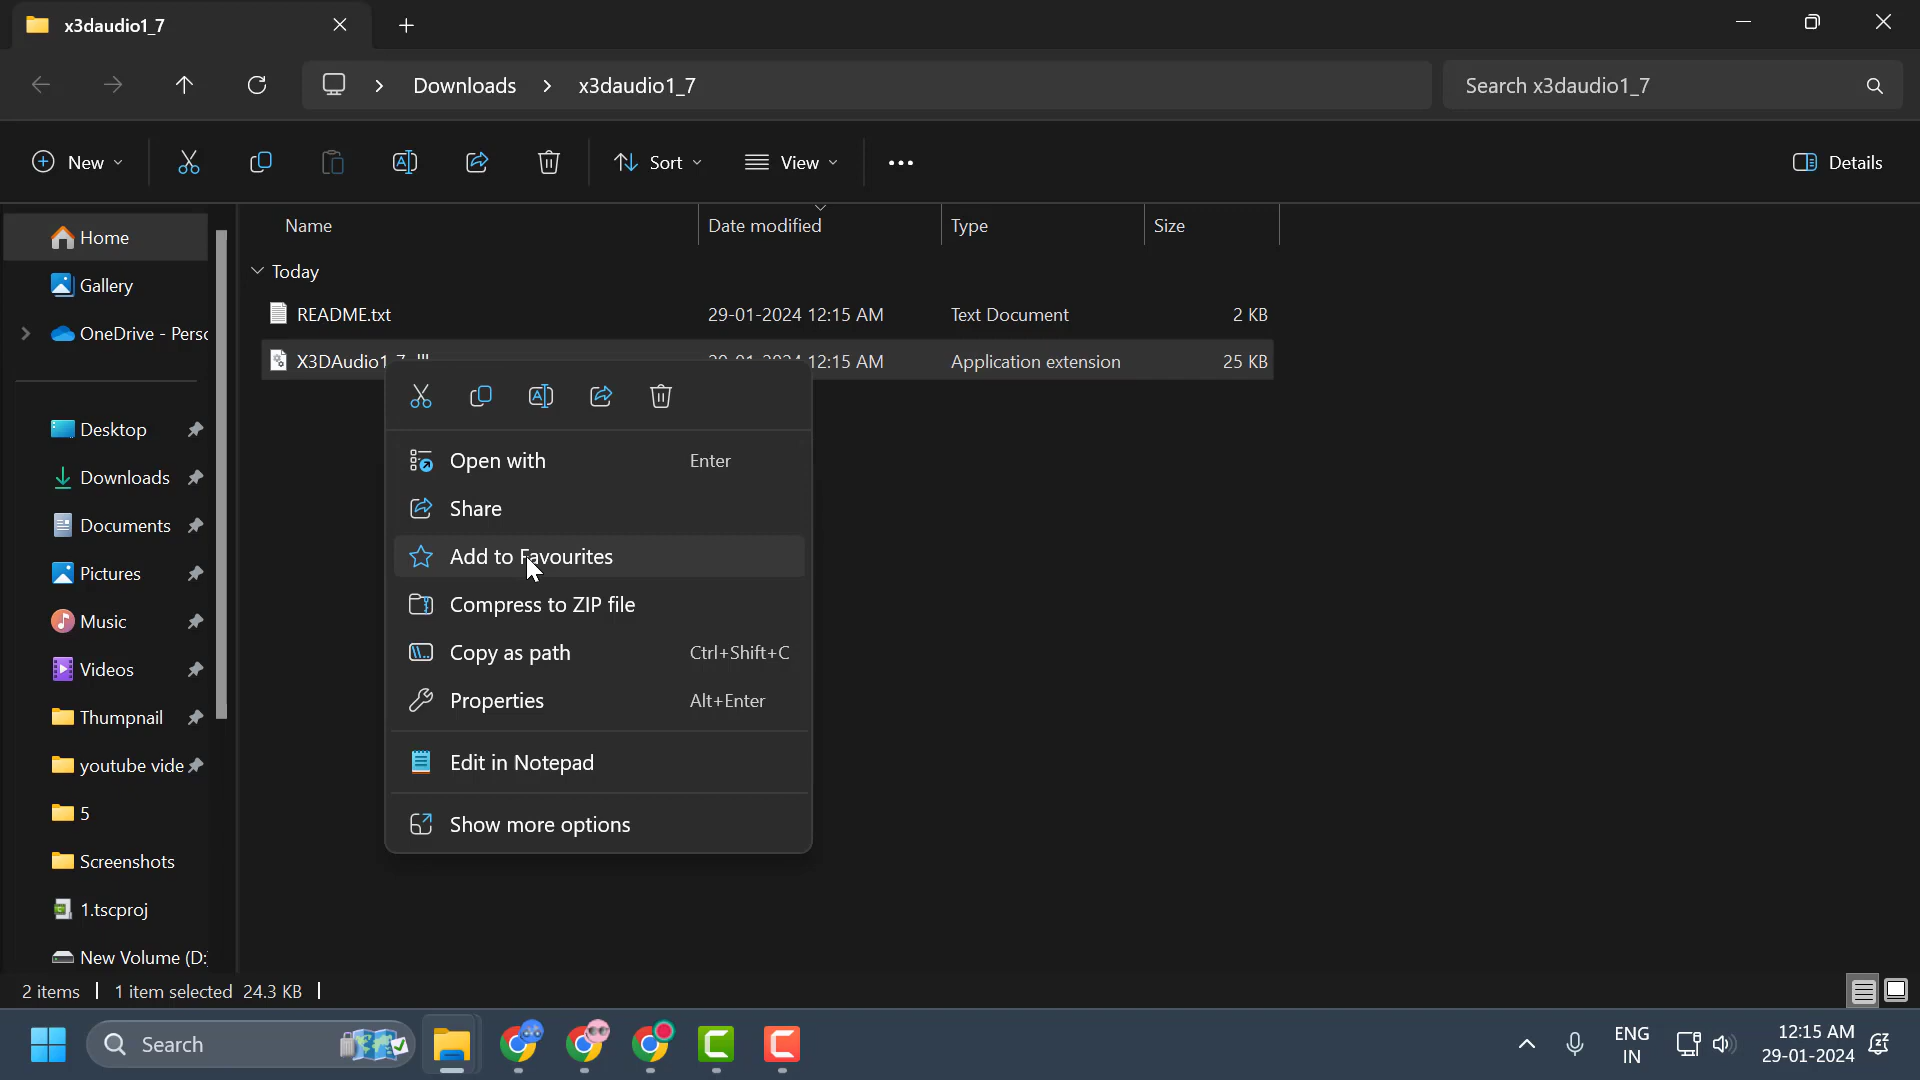 x3daudio1_7
Downloads x3daudio1_7
Search x3daudio1_7
New
Sort
View
Details
Name Date modified Type Size
Home
Gallery
OneDrive - Perso
Desktop
Downloads
Documents
Pictures
Music
Videos
Thumpnail
youtube vide
5
Screenshots
1.tscproj
New Volume (D:
Today
README.txt 29-01-2024 12:15 AM Text Document 2 KB
12:15 AM Application extension 25 KB
Open with Enter
Share
Add to Favourites
Compress to ZIP file
Copy as path Ctrl+Shift+C
Properties Alt+Enter
Edit in Notepad
Show more options
2 items 1 item selected 24.3 KB
Search
ENG
IN
12:15 AM
29-01-2024